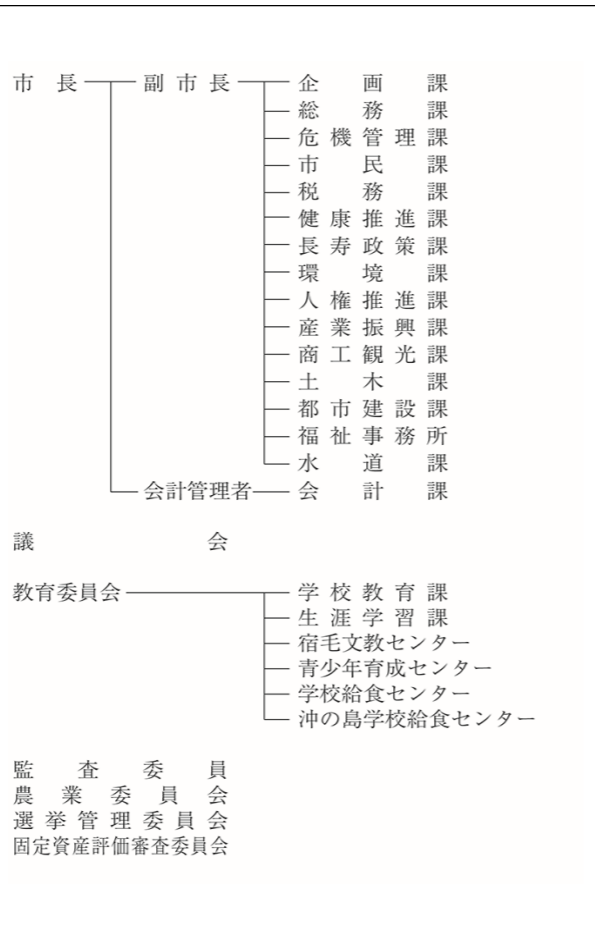 市長 副市長 企画課
総務課
危機管理課
市民課
税務課
健康推進課
長寿政策課
環境課
人権推進課
産業振興課
商工観光課
土木課
都市建設課
福祉事務所
水道課
会計管理者 会計課
議会
教育委員会 学校教育課
生涯学習課
宿毛文教センター
青少年育成センター
学校給食センター
沖の島学校給食センター
監査委員
農業委員会
選挙管理委員会
固定資産評価審査委員会